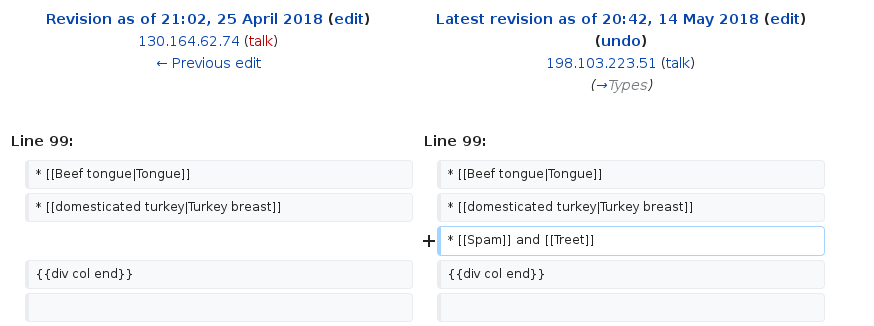 Revision as of 21:02, 25 April 2018 (edit)
130.164.62.74 (talk)
← Previous edit
Latest revision as of 20:42, 14 May 2018 (edit)
(undo)
198.103.223.51 (talk)
(→Types)
Line 99:
Line 99:
* [[Beef tongue|Tongue]]
* [[Beef tongue|Tongue]]
* [[domesticated turkey|Turkey breast]]
* [[domesticated turkey|Turkey breast]]
+ * [[Spam]] and [[Treet]]
{{div col end}}
{{div col end}}